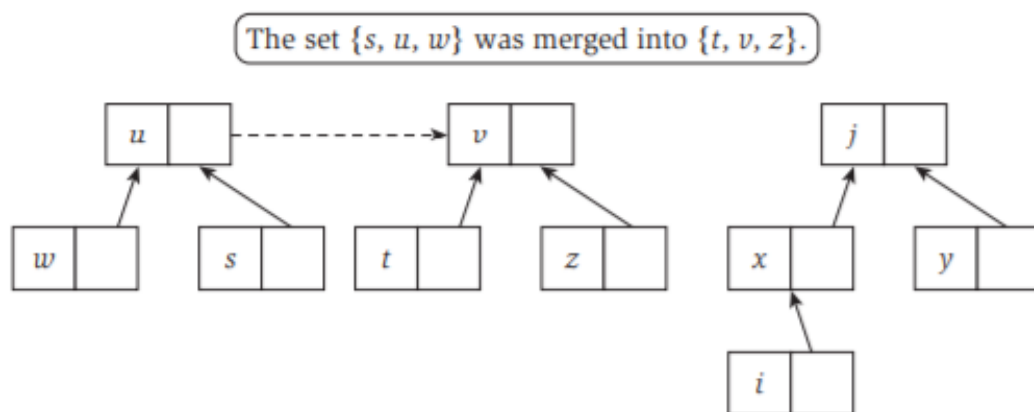 The set {s, u, w} was merged into {t, v, z}.
u v j
w s t z x y
i